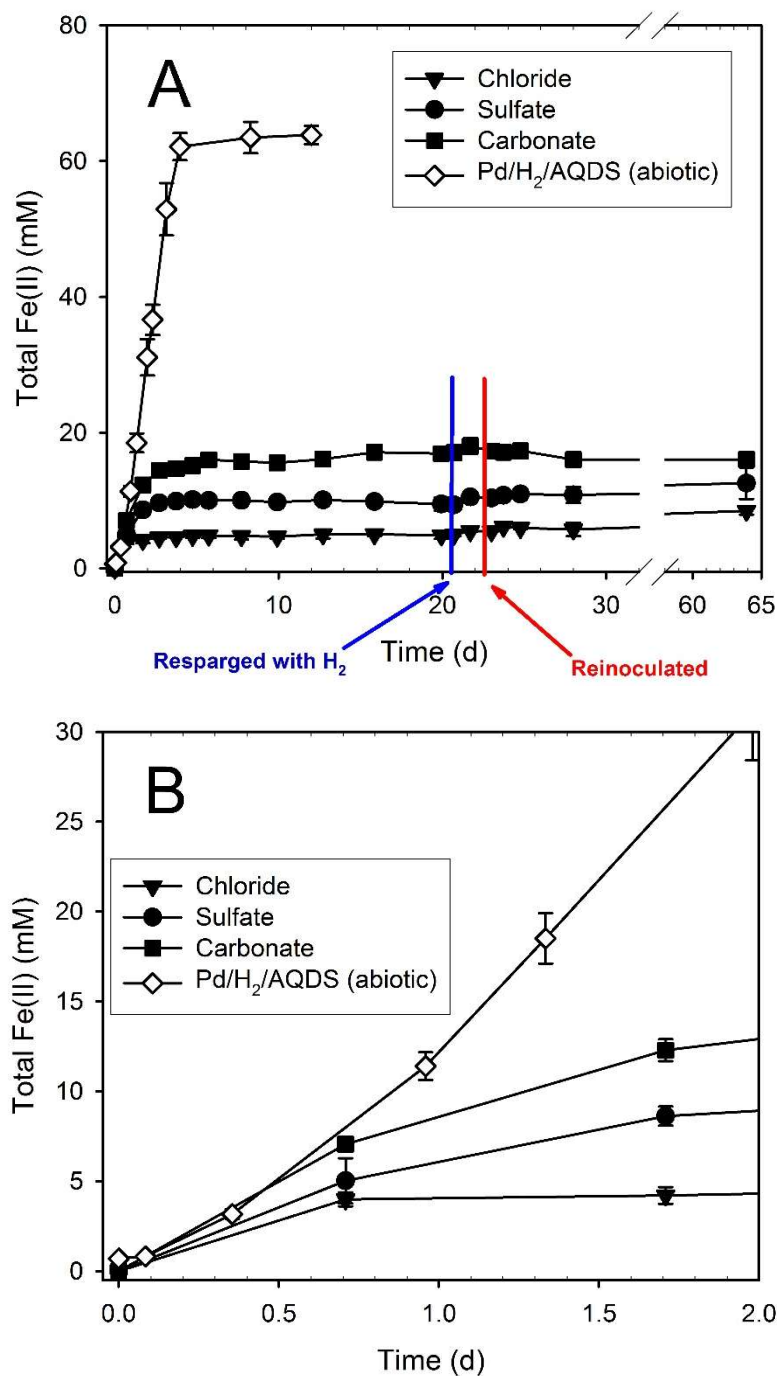 A
80
60
40
20
0
Total Fe(II) (mM)
Chloride
Sulfate
Carbonate
Pd/H₂/AQDS (abiotic)
0 10 20 30 60 65
Time (d)
Resparged with H₂
Reinoculated
B
30
25
20
15
10
5
0
Total Fe(II) (mM)
Chloride
Sulfate
Carbonate
Pd/H₂/AQDS (abiotic)
0.0 0.5 1.0 1.5 2.0
Time (d)